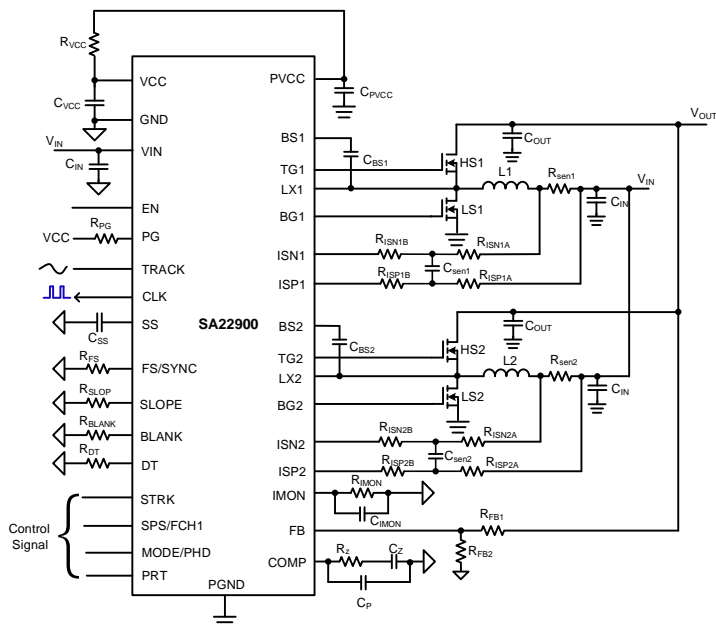 RVCC
VCC
CVCC
GND
VIN
VIN
CIN
EN
RPG
VCC
PG
TRACK
CLK
SS
CSS
RFS
FS/SYNC
RSLOP
SLOPE
RBLANK
BLANK
RDT
DT
STRK
Control
Signal
SPS/FCH1
MODE/PHD
PRT
SA22900
PGND
PVCC
CPVCC
BS1
CBS1
TG1
HS1
COUT
VOUT
LX1
L1
Rsen1
VIN
CIN
BG1
LS1
ISN1
RISN1B
RISN1A
Csen1
ISP1
RISP1B
RISP1A
BS2
CBS2
TG2
HS2
COUT
LX2
L2
Rsen2
CIN
BG2
LS2
ISN2
RISN2B
RISN2A
Csen2
ISP2
RISP2B
RISP2A
IMON
RIMON
CIMON
FB
RFB1
RFB2
COMP
RZ
CZ
CP